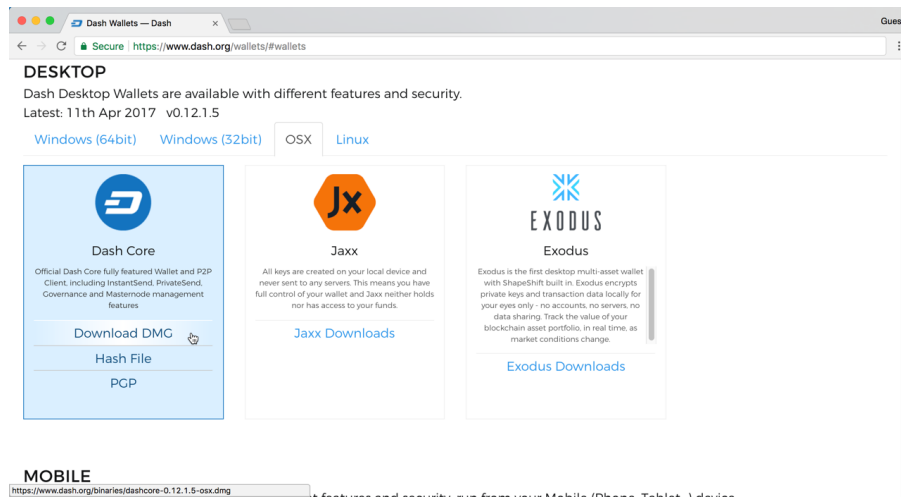 Dash Wallets — Dash
Gues
Secure https://www.dash.org/wallets/#wallets
DESKTOP
Dash Desktop Wallets are available with different features and security.
Latest: 11th Apr 2017 v0.12.1.5
Windows (64bit) Windows (32bit) OSX Linux
Dash Core
Official Dash Core fully featured Wallet and P2P
Client, including InstantSend, PrivateSend,
Governance and Masternode management
features
Download DMG
Hash File
PGP
Jx
Jaxx
All keys are created on your local device and
never sent to any servers. This means you have
full control of your wallet and Jaxx neither holds
nor has access to your funds.
Jaxx Downloads
EXODUS
Exodus
Exodus is the first desktop multi-asset wallet
with ShapeShift built in. Exodus encrypts
private keys and transaction data locally for
your eyes only - no accounts, no servers, no
data sharing. Track the value of your
blockchain asset portfolio, in real time, as
market conditions change.
Exodus Downloads
MOBILE
https://www.dash.org/binaries/dashcore-0.12.1.5-osx.dmg
t features and security, run from your Mobile (Phone, Tablet..) device